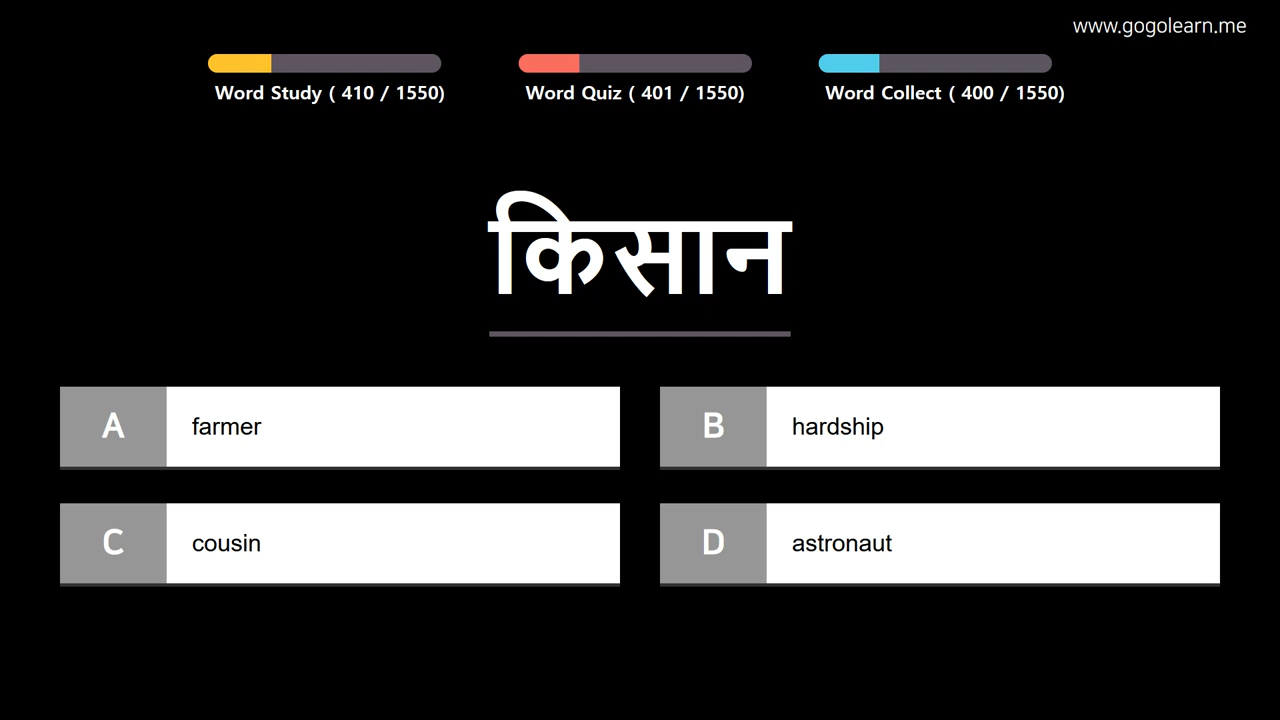 www.gogolearn.me
Word Study ( 410 / 1550)
Word Quiz ( 401 / 1550)
Word Collect ( 400 / 1550)
किसान
A farmer
B hardship
C cousin
D astronaut